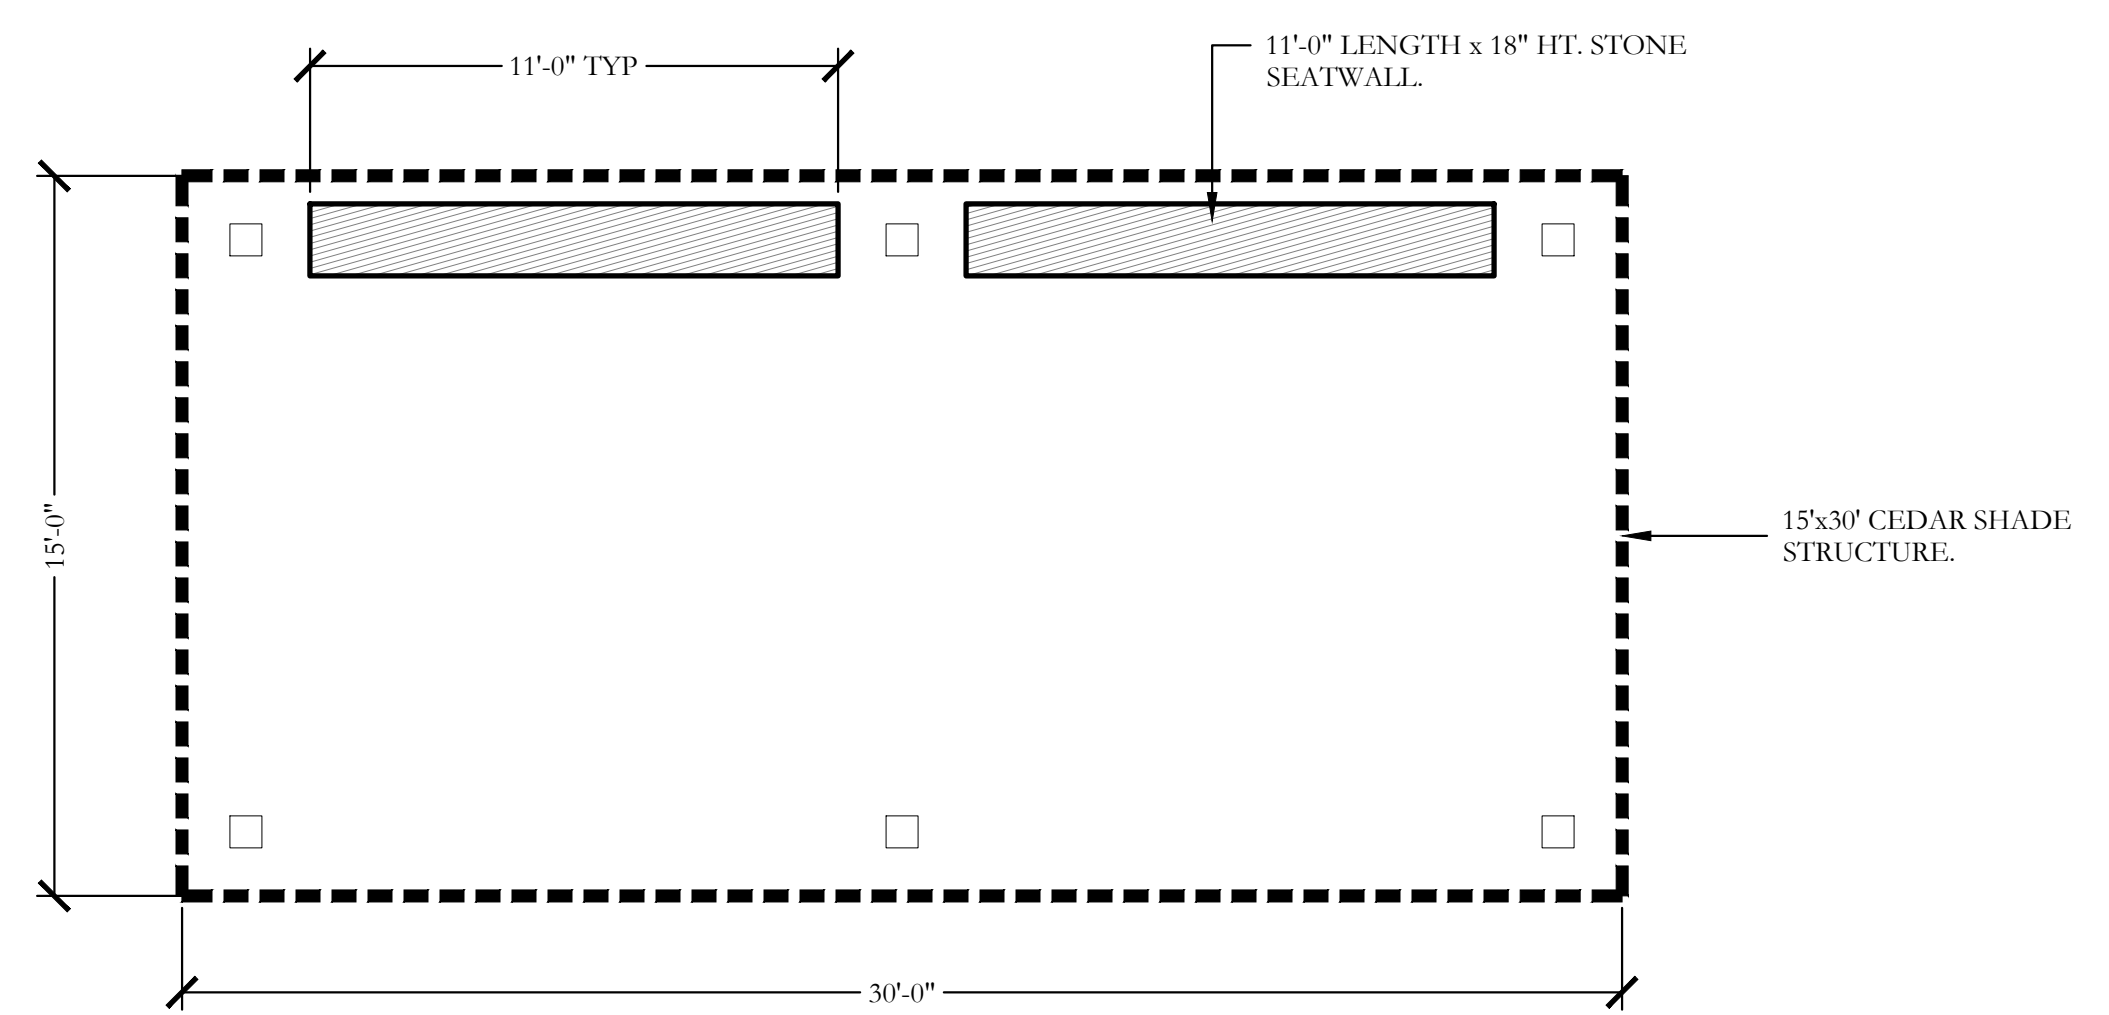 11'-0" TYP
11'-0" LENGTH x 18" HT. STONE
SEATWALL.
15'-0"
15'x30' CEDAR SHADE
STRUCTURE.
30'-0"